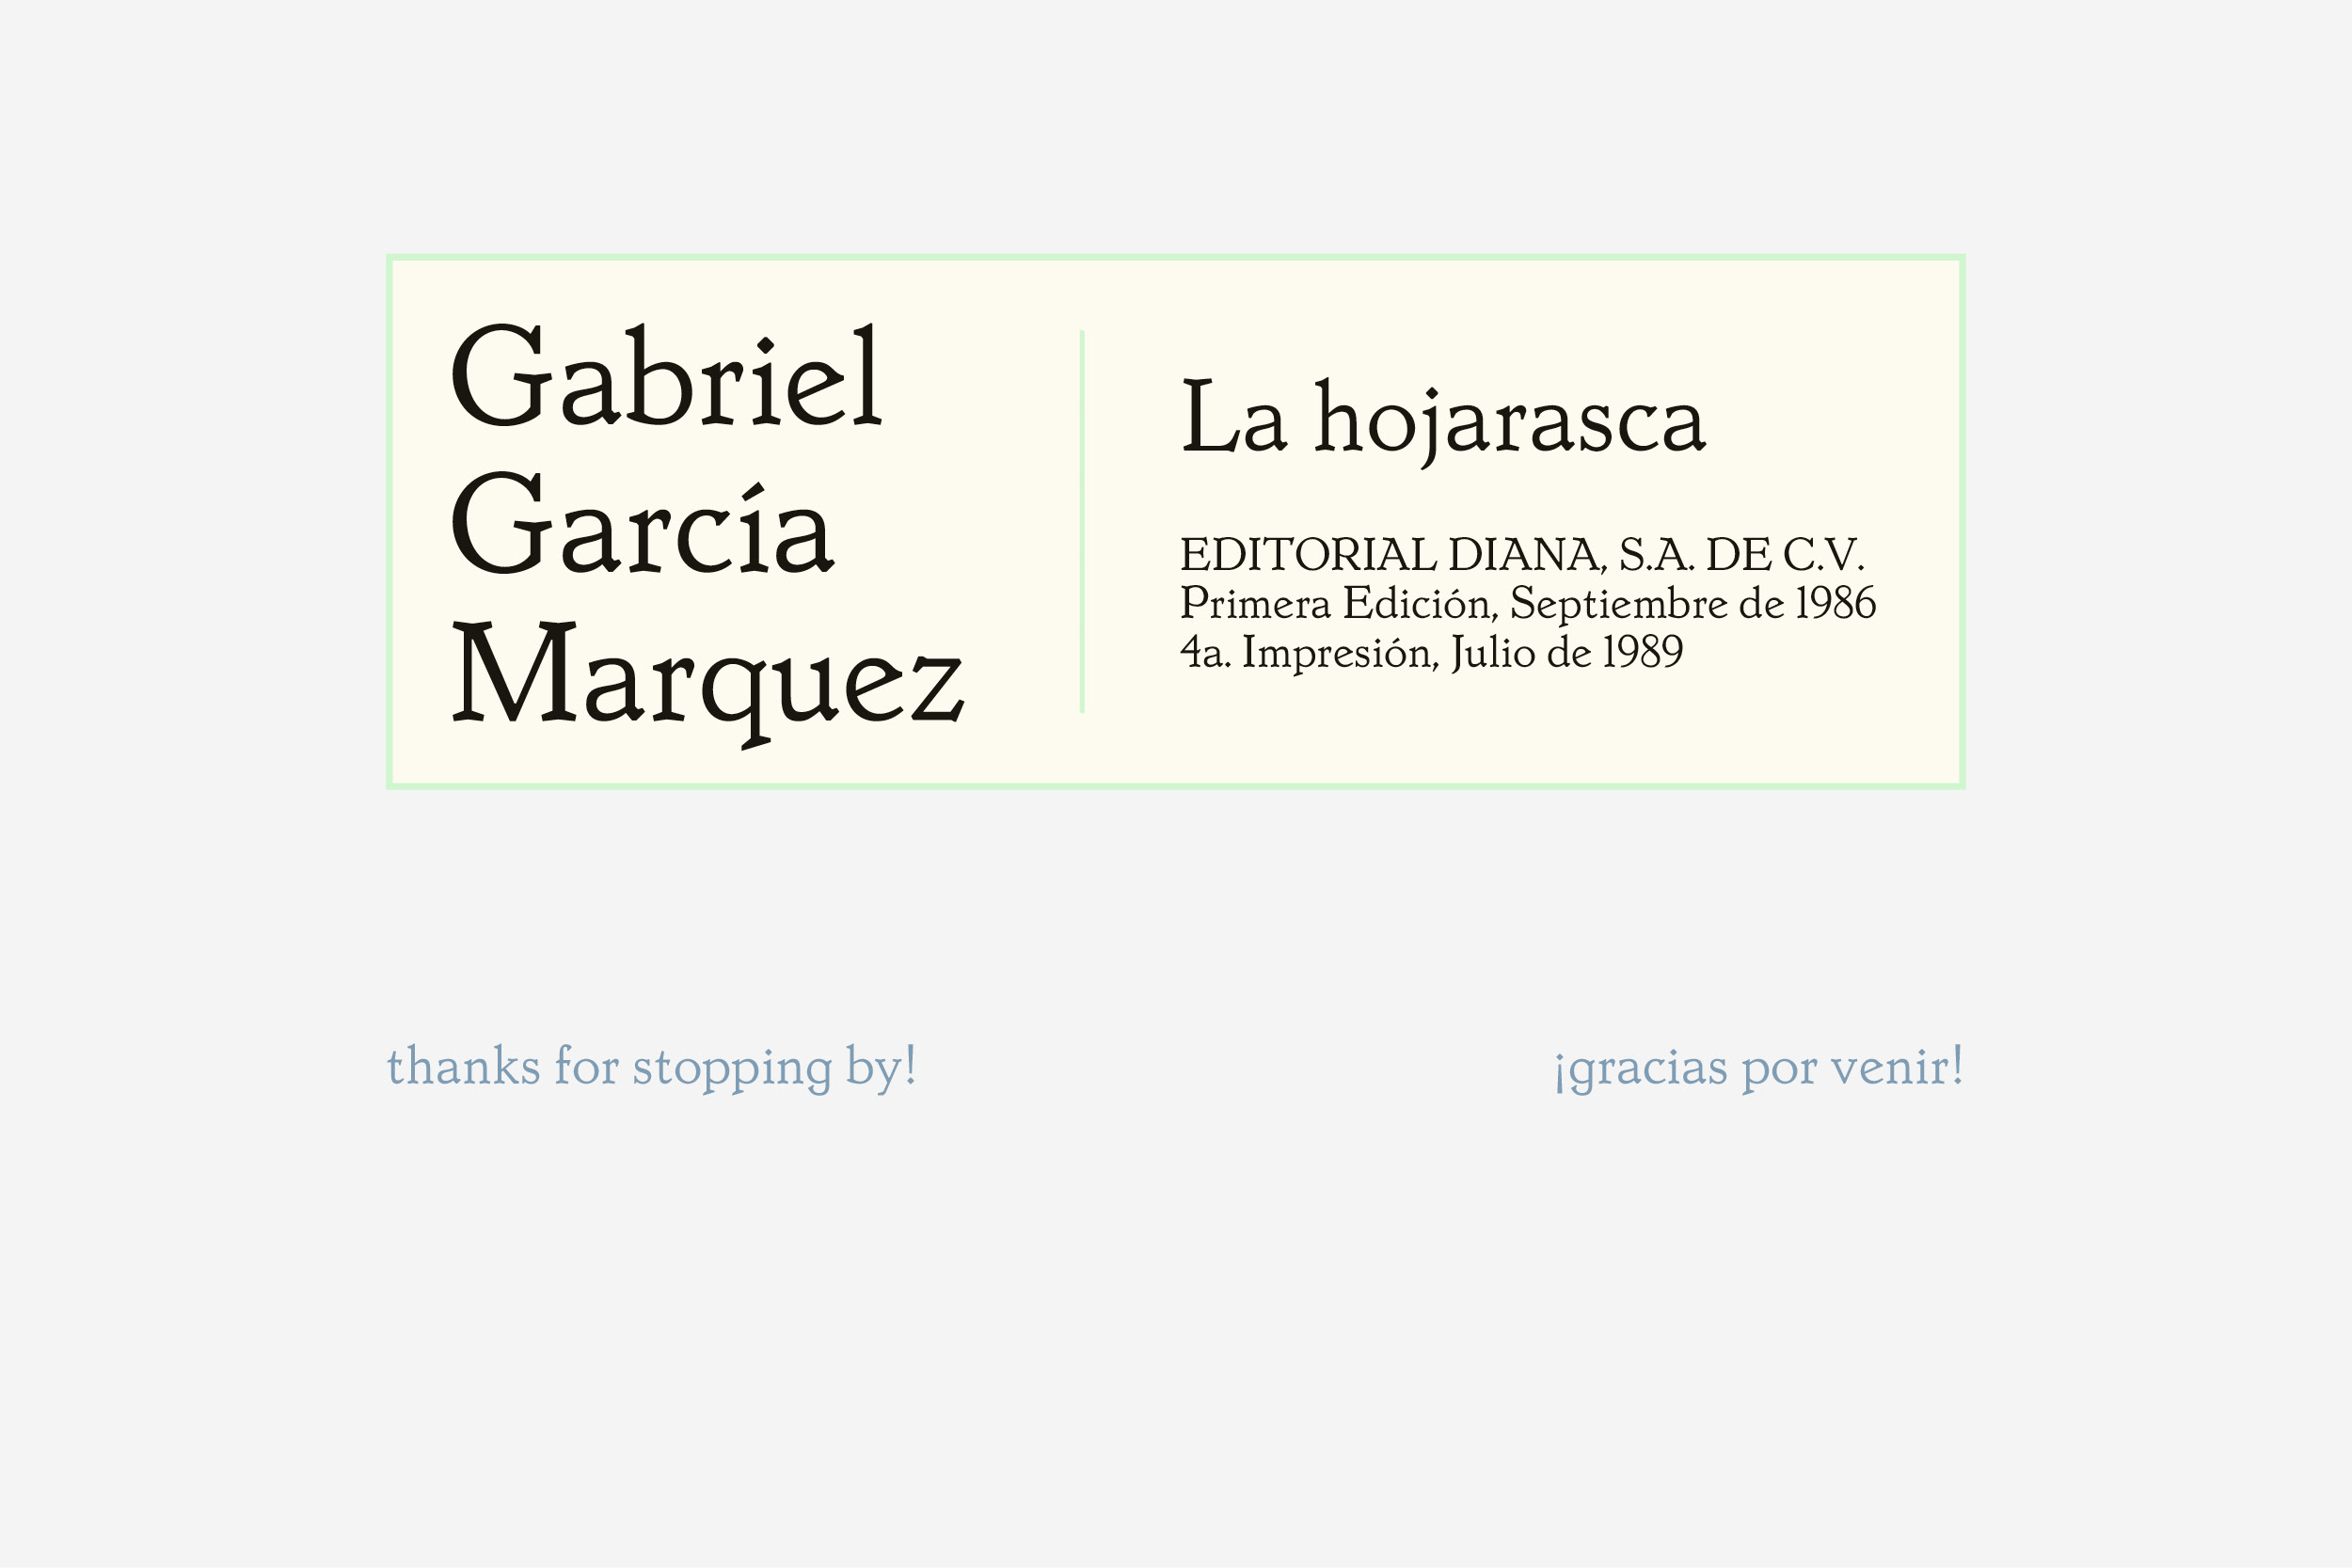 Gabriel
García
Marquez
La hojarasca
EDITORIAL DIANA, S.A. DE C.V.
Primera Edición, Septiembre de 1986
4a. Impresión, Julio de 1989
thanks for stopping by!
¡gracias por venir!